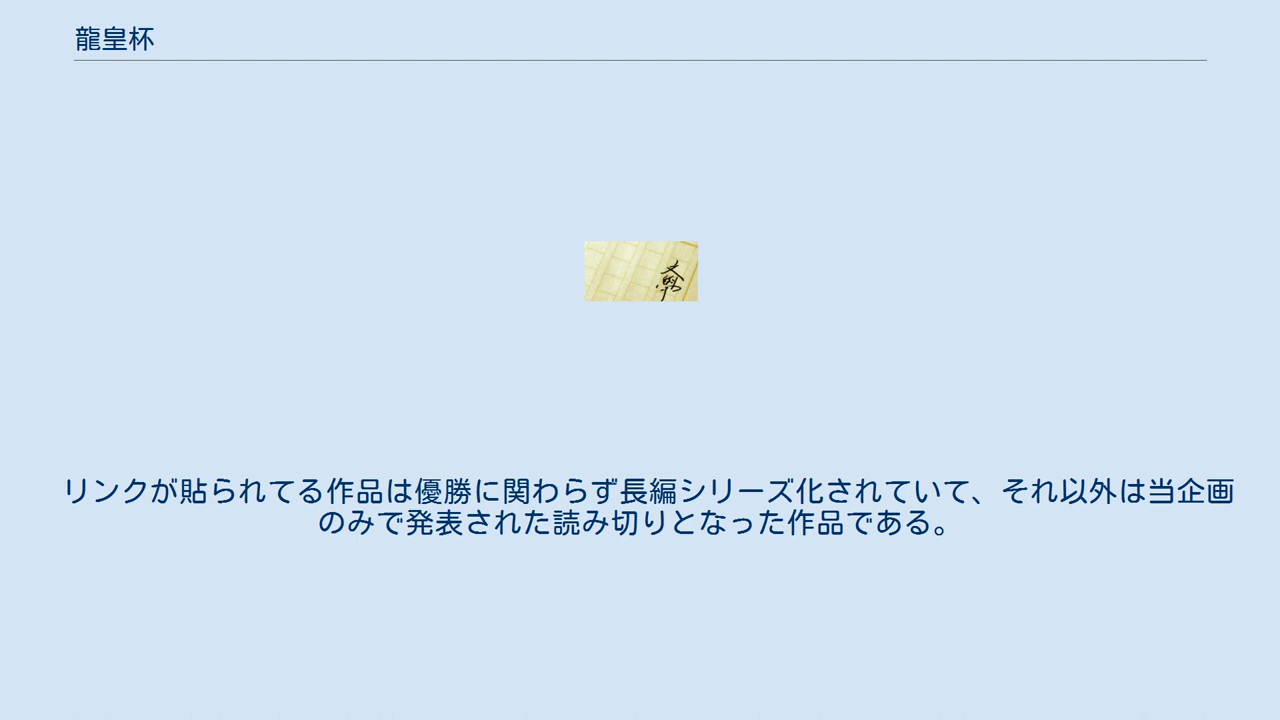 龍皇杯
リンクが貼られてる作品は優勝に関わらず長編シリーズ化されていて、それ以外は当企画
のみで発表された読み切りとなった作品である。